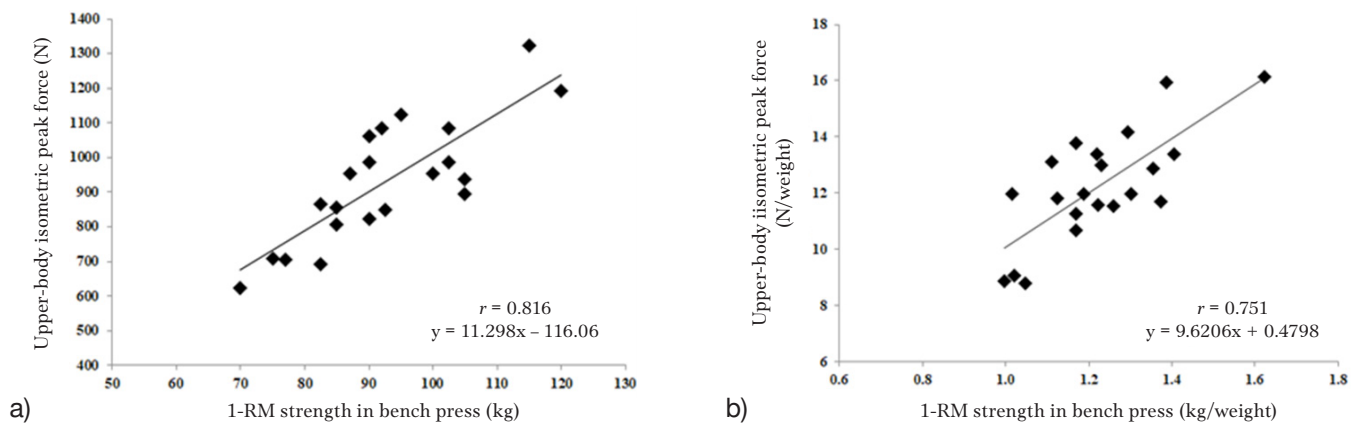 Upper-body isometric peak force (N)
1400
1300
1200
1100
1000
900
800
700
600
500
400
r = 0.816
y = 11.298x – 116.06
50 60 70 80 90 100 110 120 130
a)
1-RM strength in bench press (kg)
Upper-body iisometric peak force
(N/weight)
18
16
14
12
10
8
6
r = 0.751
y = 9.6206x + 0.4798
0.6 0.8 1.0 1.2 1.4 1.6 1.8
b)
1-RM strength in bench press (kg/weight)